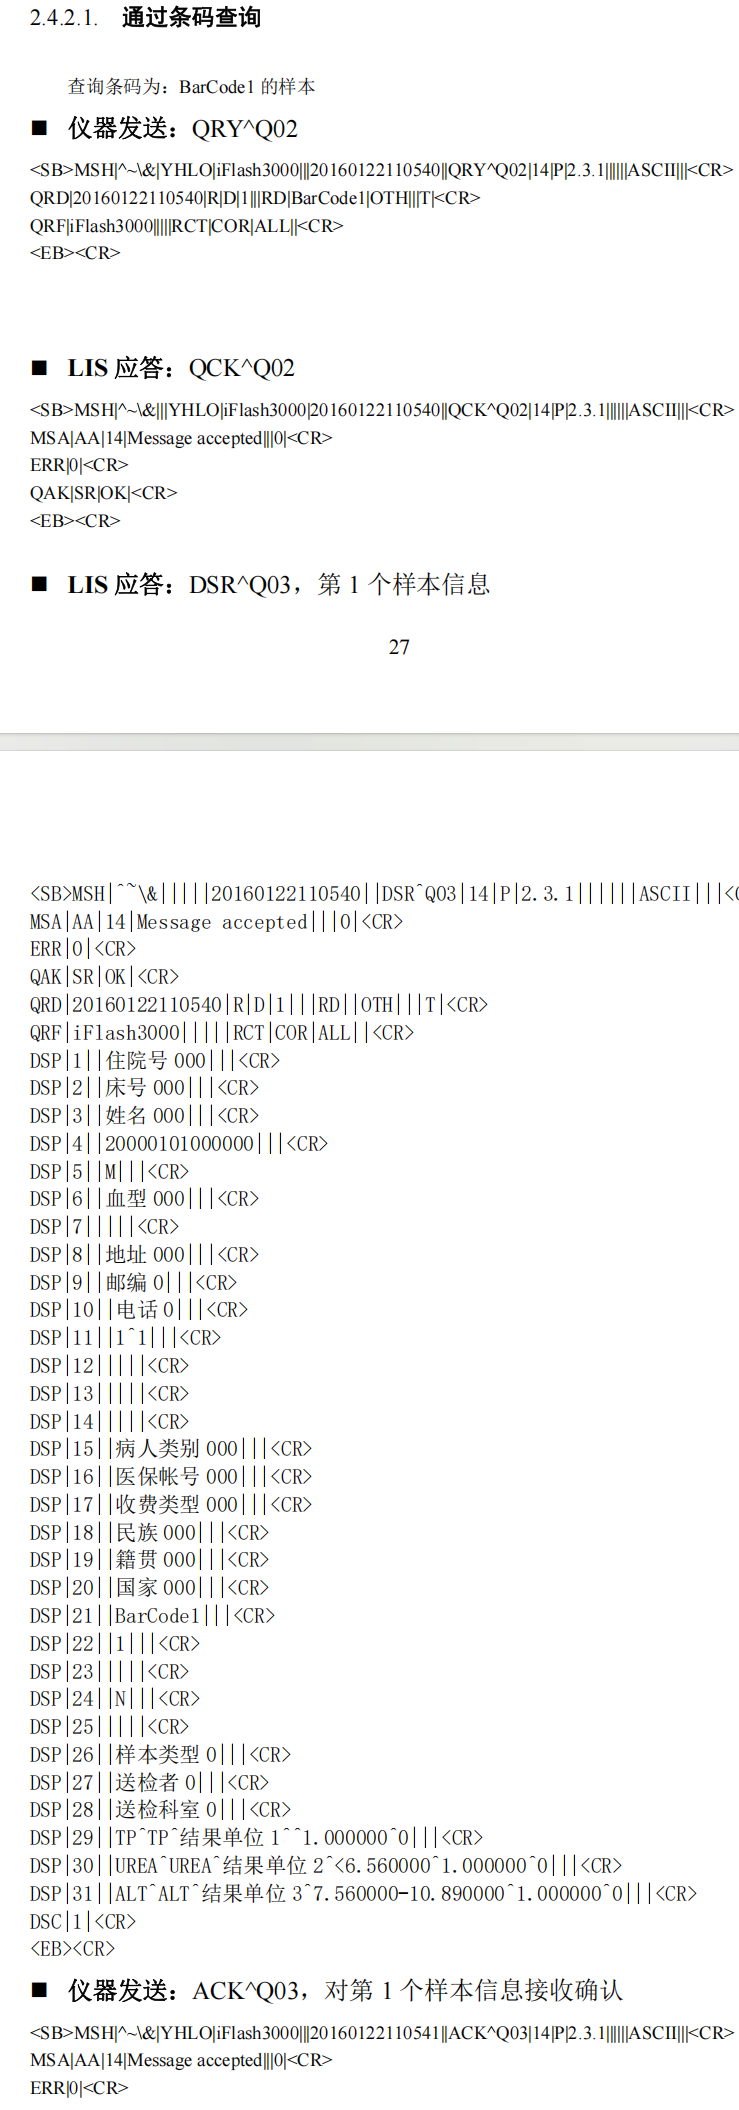 2.4.2.1. 通过条码查询
查询条码为：BarCode1 的样本
■ 仪器发送：QRY^Q02
<SB>MSH|^~\&|YHLO|iFlash3000|||20160122110540||QRY^Q02|14|P|2.3.1||||||ASCII|||<CR>
QRD|20160122110540|R|D|1|||RD|BarCode1|OTH|||T|<CR>
QRF|iFlash3000|||||RCT|COR|ALL||<CR>
<EB><CR>
■ LIS 应答：QCK^Q02
<SB>MSH|^~\&|||YHLO|iFlash3000|20160122110540||QCK^Q02|14|P|2.3.1||||||ASCII|||<CR>
MSA|AA|14|Message accepted|||0|<CR>
ERR|0|<CR>
QAK|SR|OK|<CR>
<EB><CR>
■ LIS 应答：DSR^Q03，第 1 个样本信息
27
<SB>MSH|^~\&|||||20160122110540||DSR^Q03|14|P|2.3.1||||||ASCII|||<C
MSA|AA|14|Message accepted|||0|<CR>
ERR|0|<CR>
QAK|SR|OK|<CR>
QRD|20160122110540|R|D|1|||RD||OTH|||T|<CR>
QRF|iFlash3000|||||RCT|COR|ALL||<CR>
DSP|1||住院号 000|||<CR>
DSP|2||床号 000|||<CR>
DSP|3||姓名 000|||<CR>
DSP|4||20000101000000|||<CR>
DSP|5||M|||<CR>
DSP|6||血型 000|||<CR>
DSP|7|||||<CR>
DSP|8||地址 000|||<CR>
DSP|9||邮编 0|||<CR>
DSP|10||电话 0|||<CR>
DSP|11||1^1|||<CR>
DSP|12|||||<CR>
DSP|13|||||<CR>
DSP|14|||||<CR>
DSP|15||病人类别 000|||<CR>
DSP|16||医保帐号 000|||<CR>
DSP|17||收费类型 000|||<CR>
DSP|18||民族 000|||<CR>
DSP|19||籍贯 000|||<CR>
DSP|20||国家 000|||<CR>
DSP|21||BarCode1|||<CR>
DSP|22||1|||<CR>
DSP|23|||||<CR>
DSP|24||N|||<CR>
DSP|25|||||<CR>
DSP|26||样本类型 0|||<CR>
DSP|27||送检者 0|||<CR>
DSP|28||送检科室 0|||<CR>
DSP|29||TP^TP^结果单位 1^^1.000000^0|||<CR>
DSP|30||UREA^UREA^结果单位 2^<6.560000^1.000000^0|||<CR>
DSP|31||ALT^ALT^结果单位 3^7.560000-10.890000^1.000000^0|||<CR>
DSC|1|<CR>
<EB><CR>
■ 仪器发送：ACK^Q03，对第 1 个样本信息接收确认
<SB>MSH|^~\&|YHLO|iFlash3000|||20160122110541||ACK^Q03|14|P|2.3.1||||||ASCII|||<CR>
MSA|AA|14|Message accepted|||0|<CR>
ERR|0|<CR>